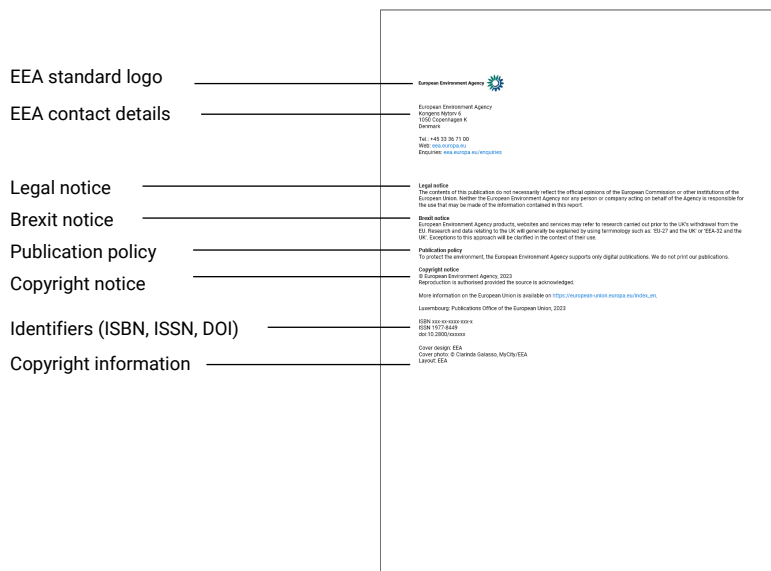 EEA standard logo
European Environment Agency
EEA contact details
European Environment Agency
Kongens Nytorv 6
1050 Copenhagen K
Denmark
Tel.: +45 33 36 71 00
Web: eea.europa.eu
Enquiries: eea.europa.eu/enquiries
Legal notice
Legal notice
The contents of this publication do not necessarily reflect the official opinions of the European Commission or other institutions of the
European Union. Neither the European Environment Agency nor any person or company acting on behalf of the Agency is responsible for
the use that may be made of the information contained in this report.
Brexit notice
Brexit notice
European Environment Agency products, websites and services may refer to research carried out prior to the UK's withdrawal from the
EU. Research and data relating to the UK will generally be explained by using terminology such as: 'EU-27 and the UK' or 'EEA-32 and the
UK'. Exceptions to this approach will be clarified in the context of their use.
Publication policy
Publication policy
To protect the environment, the European Environment Agency supports only digital publications. We do not print our publications.
Copyright notice
Copyright notice
© European Environment Agency, 2023
Reproduction is authorised provided the source is acknowledged.
More information on the European Union is available on https://european-union.europa.eu/index_en.
Luxembourg: Publications Office of the European Union, 2023
Identifiers (ISBN, ISSN, DOI)
ISBN xxx-xx-xxxx-xxx-x
ISSN 1977-8449
doi:10.2800/xxxxxx
Copyright information
Cover design: EEA
Cover photo: © Clarinda Galasso, MyCity/EEA
Layout: EEA